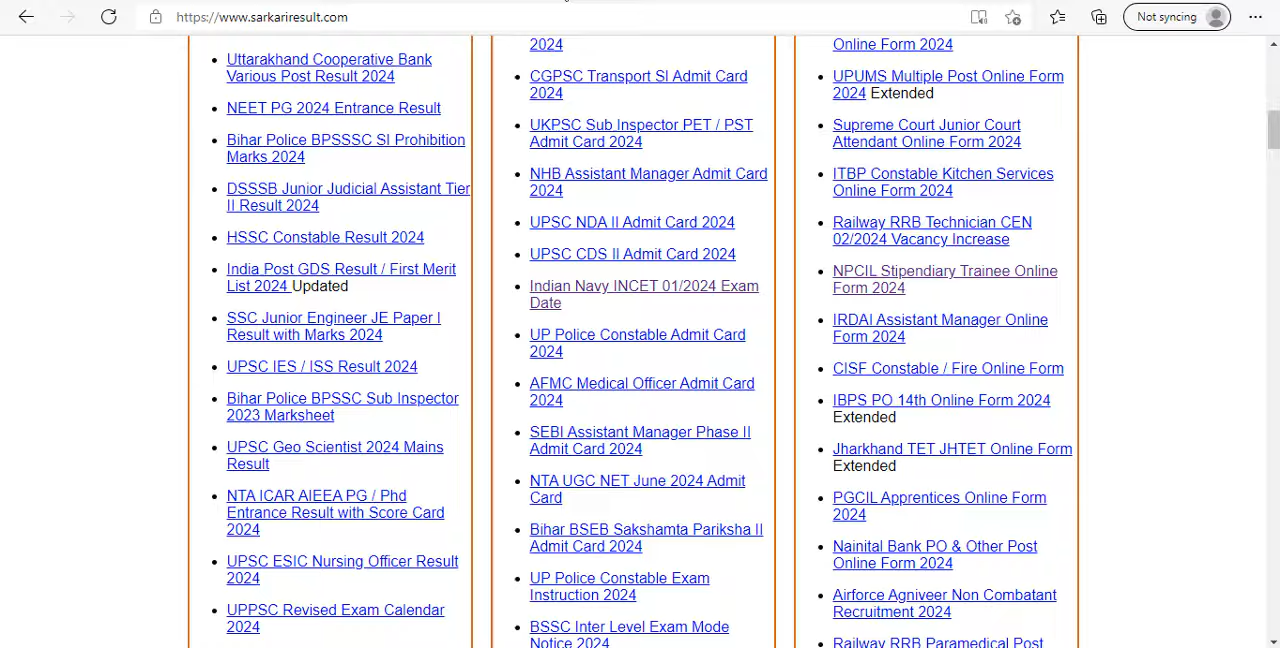 https://www.sarkariresult.com
Not syncing
Uttarakhand Cooperative Bank
Various Post Result 2024
NEET PG 2024 Entrance Result
Bihar Police BPSSSC SI Prohibition
Marks 2024
DSSSB Junior Judicial Assistant Tier
II Result 2024
HSSC Constable Result 2024
India Post GDS Result / First Merit
List 2024 Updated
SSC Junior Engineer JE Paper I
Result with Marks 2024
UPSC IES / ISS Result 2024
Bihar Police BPSSC Sub Inspector
2023 Marksheet
UPSC Geo Scientist 2024 Mains
Result
NTA ICAR AIEEA PG / Phd
Entrance Result with Score Card
2024
UPSC ESIC Nursing Officer Result
2024
UPPSC Revised Exam Calendar
2024
2024
CGPSC Transport SI Admit Card
2024
UKPSC Sub Inspector PET / PST
Admit Card 2024
NHB Assistant Manager Admit Card
2024
UPSC NDA II Admit Card 2024
UPSC CDS II Admit Card 2024
Indian Navy INCET 01/2024 Exam
Date
UP Police Constable Admit Card
2024
AFMC Medical Officer Admit Card
2024
SEBI Assistant Manager Phase II
Admit Card 2024
NTA UGC NET June 2024 Admit
Card
Bihar BSEB Sakshamta Pariksha II
Admit Card 2024
UP Police Constable Exam
Instruction 2024
BSSC Inter Level Exam Mode
Notice 2024
Online Form 2024
UPUMS Multiple Post Online Form
2024 Extended
Supreme Court Junior Court
Attendant Online Form 2024
ITBP Constable Kitchen Services
Online Form 2024
Railway RRB Technician CEN
02/2024 Vacancy Increase
NPCIL Stipendiary Trainee Online
Form 2024
IRDAI Assistant Manager Online
Form 2024
CISF Constable / Fire Online Form
IBPS PO 14th Online Form 2024
Extended
Jharkhand TET JHTET Online Form
Extended
PGCIL Apprentices Online Form
2024
Nainital Bank PO & Other Post
Online Form 2024
Airforce Agniveer Non Combatant
Recruitment 2024
Railway RRB Paramedical Post